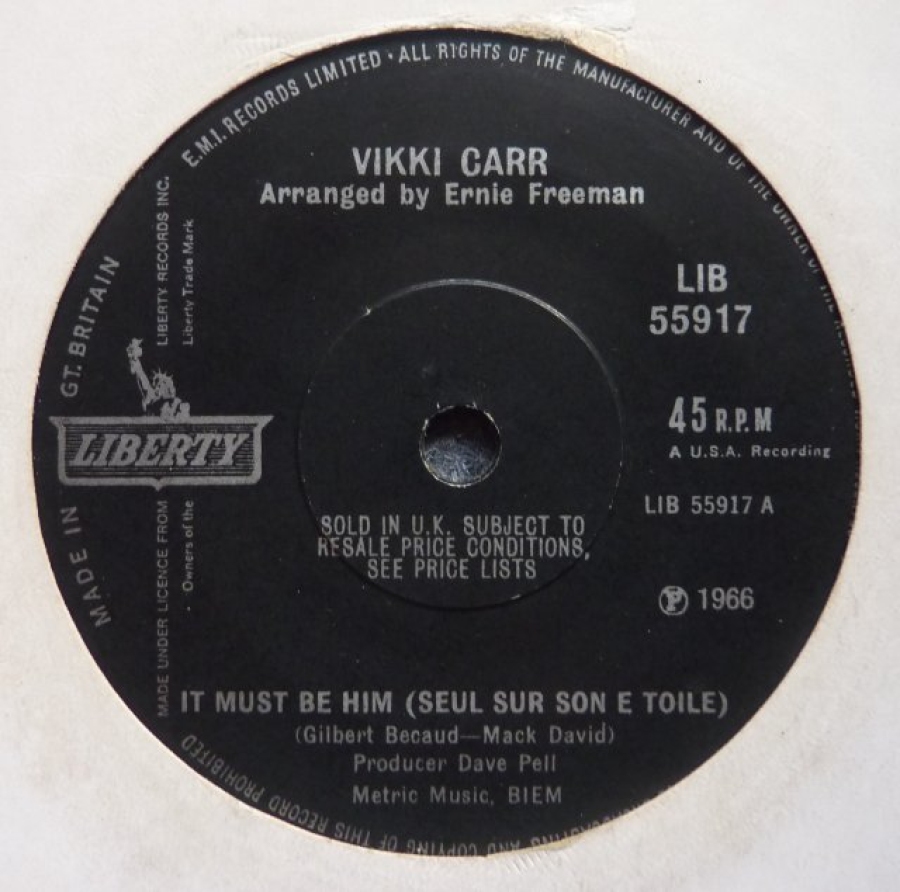 E.M.I. RECORDS LIMITED · ALL RIGHTS OF THE MANUFACTURER AND OF THE OWNER OF THE RECORDED
VIKKI CARR
Arranged by Ernie Freeman
LIB
55917
45 R.P.M
A U.S.A. Recording
LIB 55917 A
Ⓟ 1966
MADE IN GT. BRITAIN
MADE UNDER LICENCE FROM LIBERTY RECORDS INC.
· Owners of the Liberty Trade Mark
LIBERTY
SOLD IN U.K. SUBJECT TO
RESALE PRICE CONDITIONS,
SEE PRICE LISTS
IT MUST BE HIM (SEUL SUR SON E TOILE)
(Gilbert Becaud—Mack David)
Producer Dave Pell
Metric Music, BIEM
AND COPYING OF THIS RECORD PROHIBITED